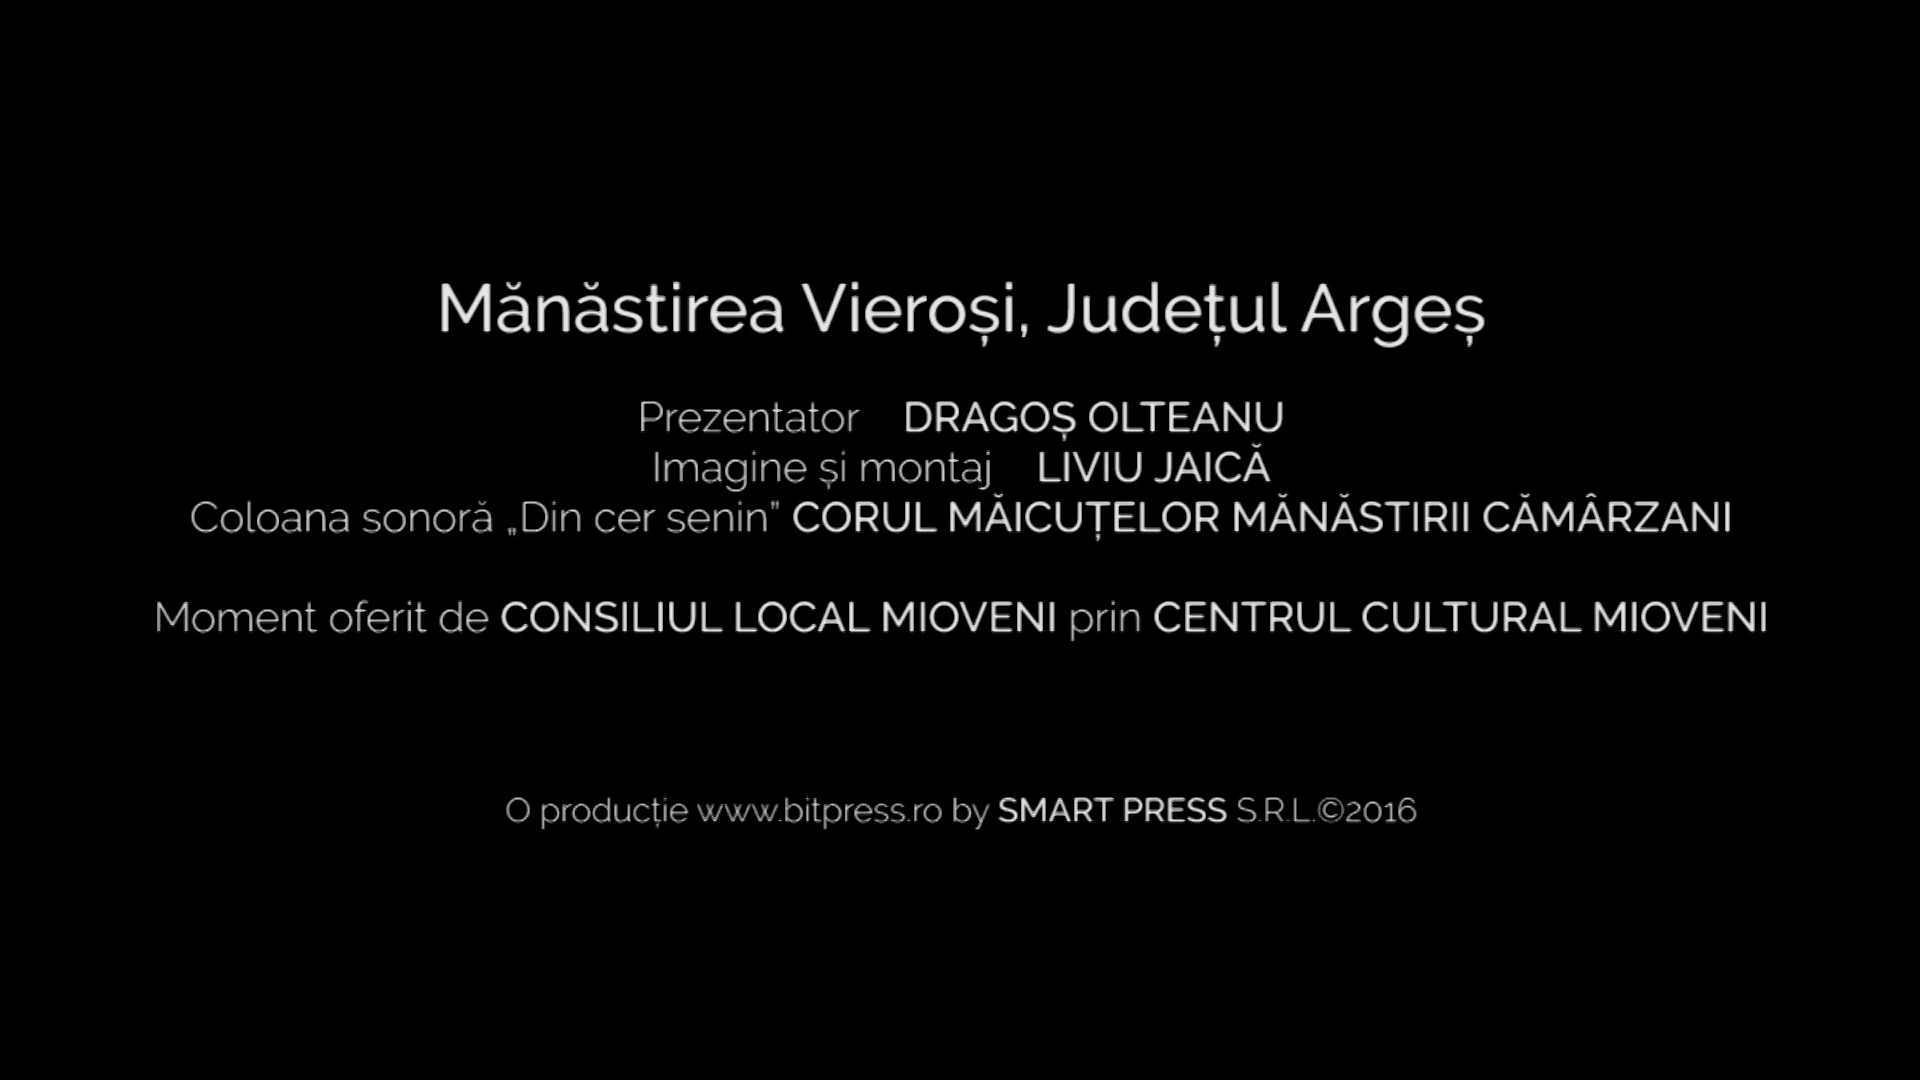 Mănăstirea Vieroși, Județul Argeș
Prezentator DRAGOȘ OLTEANU
Imagine și montaj LIVIU JAICĂ
Coloana sonoră „Din cer senin” CORUL MĂICUȚELOR MĂNĂSTIRII CĂMÂRZANI
Moment oferit de CONSILIUL LOCAL MIOVENI prin CENTRUL CULTURAL MIOVENI
O producție www.bitpress.ro by SMART PRESS S.R.L.©2016